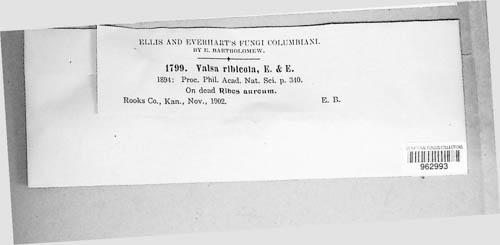 ELLIS AND EVERHART'S FUNGI COLUMBIANI.
BY E. BARTHOLOMEW.
1799. Valsa ribicola, E. & E.
1894: Proc. Phil. Acad. Nat. Sci. p. 340.
On dead Ribes aureum.
Rooks Co., Kan., Nov., 1902. E. B.
962993